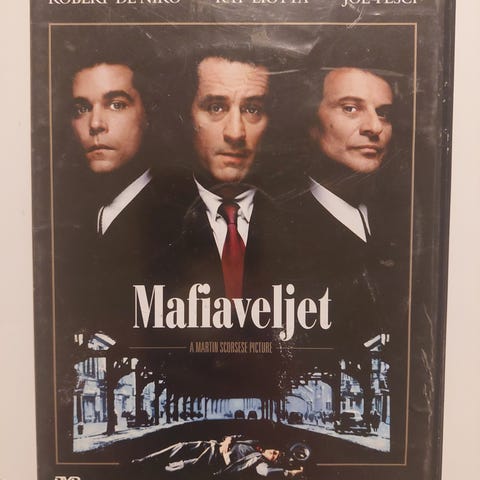 ROBERT DE NIRO RAY LIOTTA JOE PESCI
Mafiaveljet
A MARTIN SCORSESE PICTURE